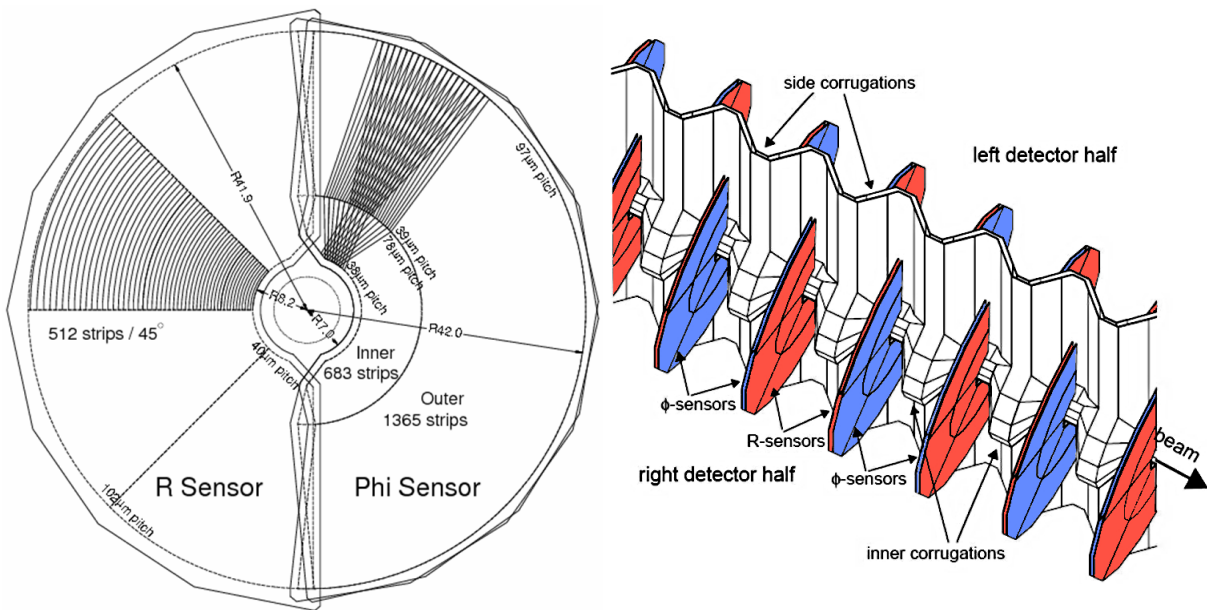 R41.9
97μm pitch
39μm pitch
78μm pitch
38μm pitch
R8.2
R7.0
R42.0
512 strips / 45°
40μm pitch
Inner
683 strips
Outer
1365 strips
R Sensor
Phi Sensor
102μm pitch
side corrugations
left detector half
ϕ-sensors
R-sensors
right detector half
ϕ-sensors
beam
inner corrugations